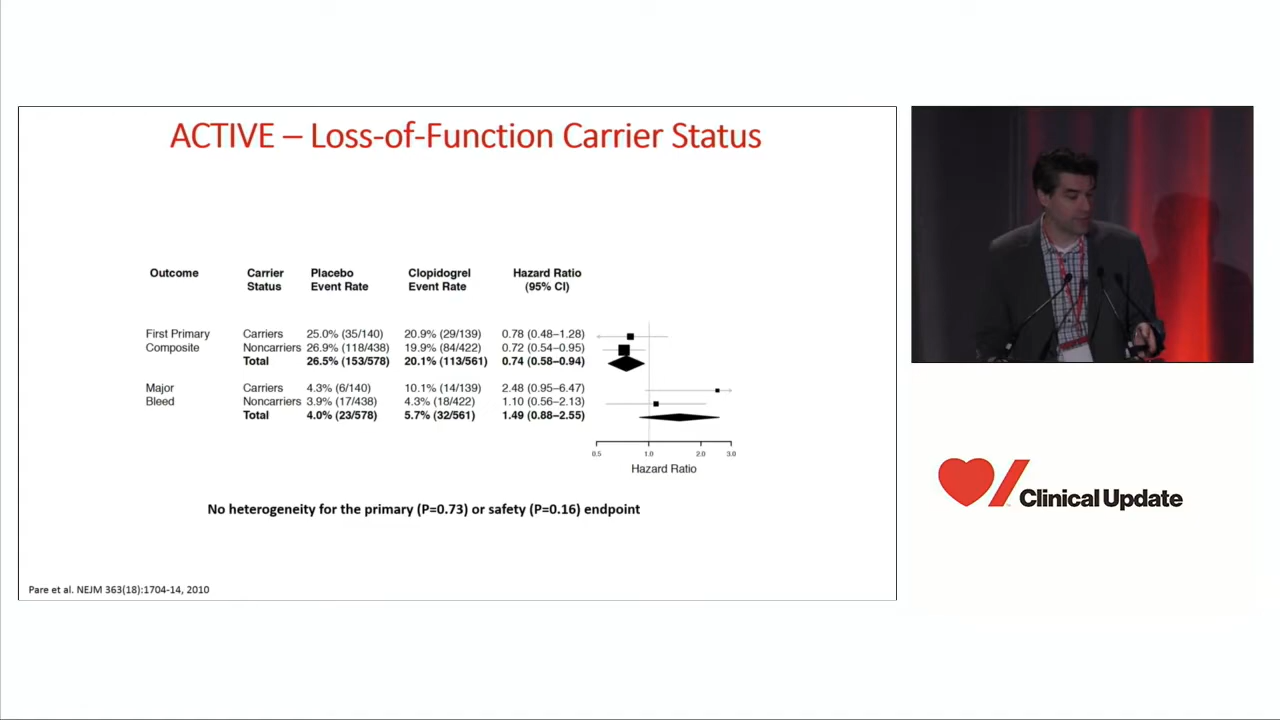 ACTIVE – Loss-of-Function Carrier Status
Outcome Carrier Status Placebo Event Rate Clopidogrel Event Rate Hazard Ratio (95% CI)
First Primary Composite
Carriers 25.0% (35/140) 20.9% (29/139) 0.78 (0.48–1.28)
Noncarriers 26.9% (118/438) 19.9% (84/422) 0.72 (0.54–0.95)
Total 26.5% (153/578) 20.1% (113/561) 0.74 (0.58–0.94)
Major Bleed
Carriers 4.3% (6/140) 10.1% (14/139) 2.48 (0.95–6.47)
Noncarriers 3.9% (17/438) 4.3% (18/422) 1.10 (0.56–2.13)
Total 4.0% (23/578) 5.7% (32/561) 1.49 (0.88–2.55)
0.5 1.0 2.0 3.0
Hazard Ratio
No heterogeneity for the primary (P=0.73) or safety (P=0.16) endpoint
Pare et al. NEJM 363(18):1704-14, 2010
Clinical Update